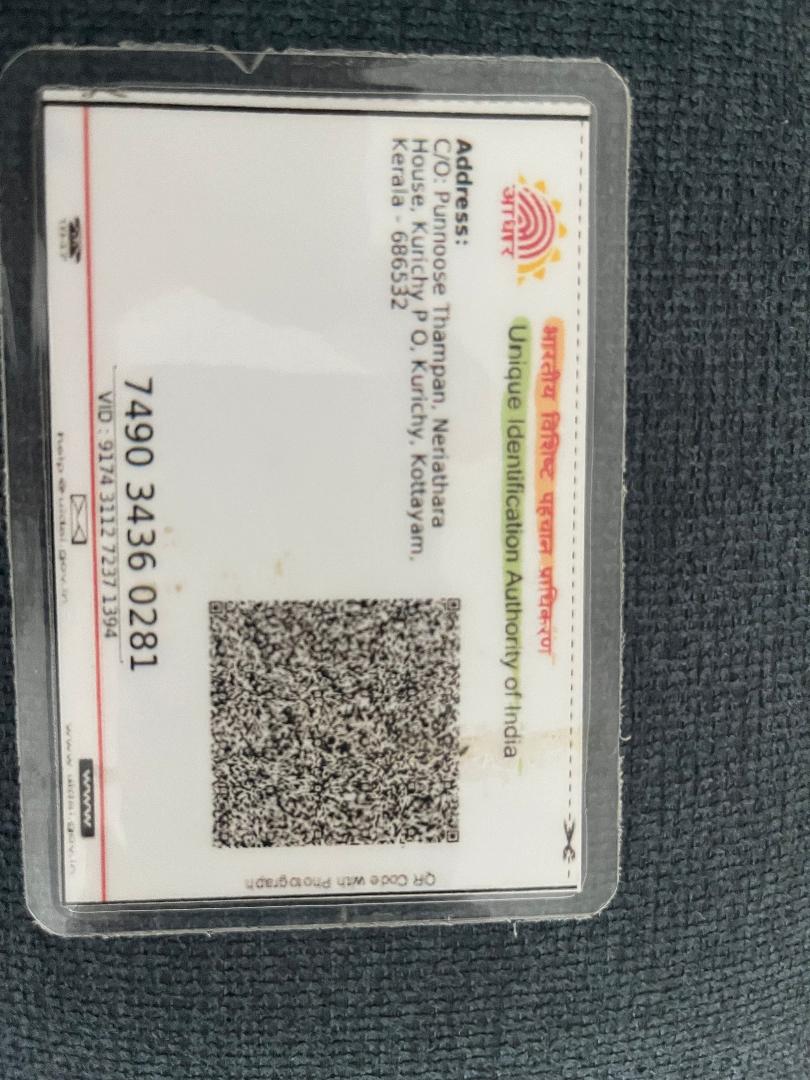 भारतीय विशिष्ट पहचान प्राधिकरण
Unique Identification Authority of India
आधार
Address:
C/O: Punnoose Thampan, Neriathara
House, Kurichy P O, Kurichy, Kottayam,
Kerala - 686532
QR Code with Photograph
7490 3436 0281
VID : 9174 3112 7237 1394
help@uidai.gov.in
www
www.uidai.gov.in